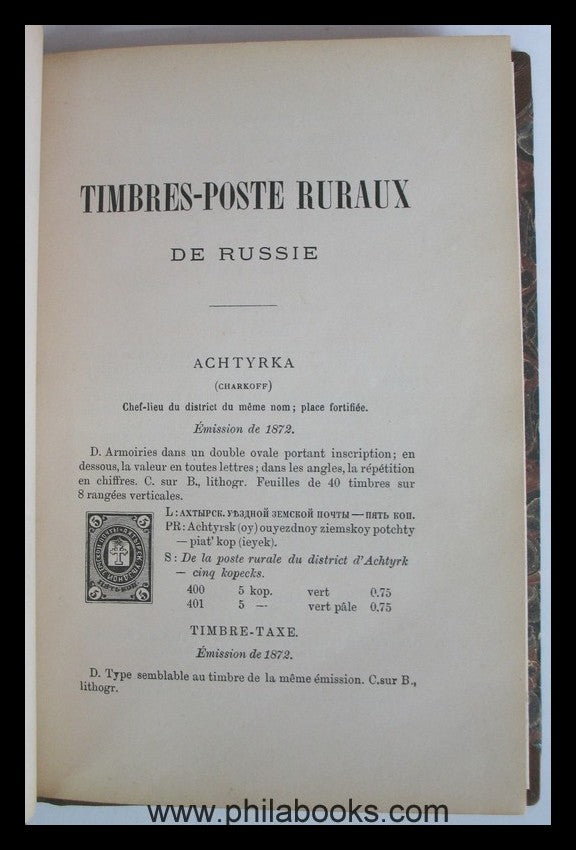 TIMBRES-POSTE RURAUX
DE RUSSIE
ACHTYRKA
(CHARKOFF)
Chef-lieu du district du même nom; place fortifiée.
Émission de 1872.
D. Armoiries dans un double ovale portant inscription; en
dessous, la valeur en toutes lettres; dans les angles, la répétition
en chiffres. C. sur B., lithogr. Feuilles de 40 timbres sur
8 rangées verticales.
L: АХТЫРСК. УѢЗДНОЙ ЗЕМСКОЙ ПОЧТЫ — ПЯТЬ КОП.
PR: Achtyrsk (oy) ouyezdnoy ziemskoy potchty
— piat' kop (ieyek).
S: De la poste rurale du district d'Achtyrk
— cinq kopecks.
400 5 kop. vert 0.75
401 5 — vert pâle 0.75
5 5
5 5
TIMBRE-TAXE.
Émission de 1872.
D. Type semblable au timbre de la même émission. C. sur B.,
lithogr.
www.philabooks.com